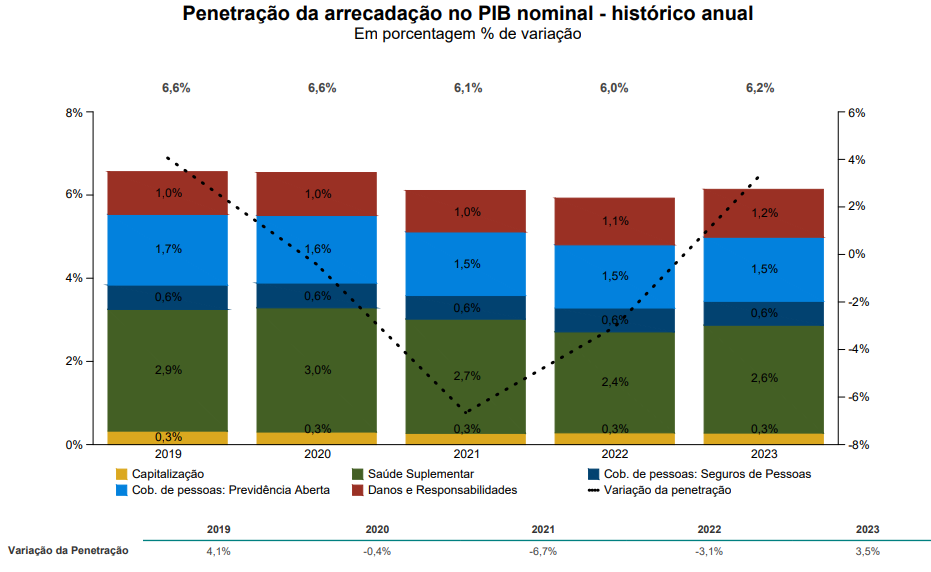 Penetração da arrecadação no PIB nominal - histórico anual
Em porcentagem % de variação
6,6% 6,6% 6,1% 6,0% 6,2%
8% 6%
4%
6% 1,0% 1,0% 1,0% 1,1% 1,2%
2%
1,7% 1,6% 1,5% 1,5% 1,5%
0%
4% 0,6% 0,6% 0,6% 0,6% 0,6%
-2%
2,9% 3,0% 2,7% 2,4% 2,6%
2% -4%
-6%
0,3% 0,3% 0,3% 0,3% 0,3%
0% -8%
2019 2020 2021 2022 2023
Capitalização Saúde Suplementar Cob. de pessoas: Seguros de Pessoas
Cob. de pessoas: Previdência Aberta Danos e Responsabilidades Variação da penetração
2019 2020 2021 2022 2023
Variação da Penetração 4,1% -0,4% -6,7% -3,1% 3,5%